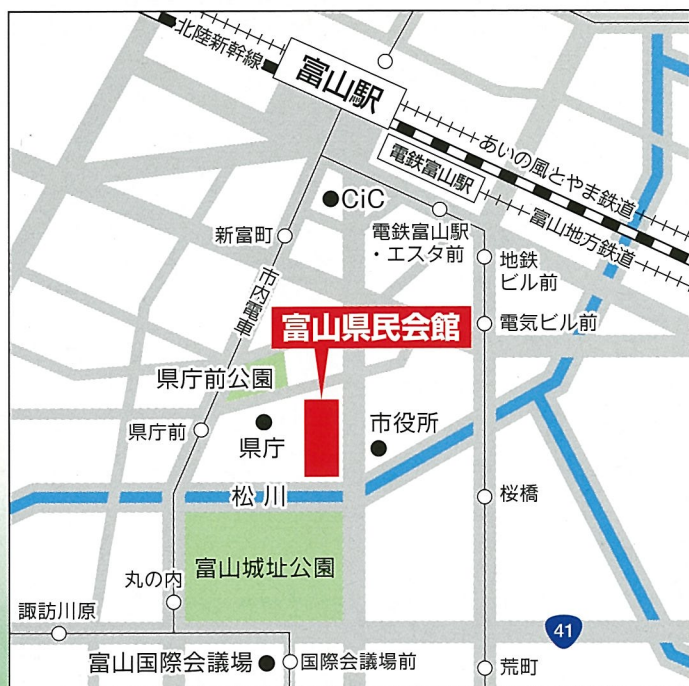 北陸新幹線
富山駅
あいの風とやま鉄道
電鉄富山駅
富山地方鉄道
CiC
新富町
電鉄富山駅
・エスタ前
地鉄
ビル前
市内電車
富山県民会館
電気ビル前
県庁前公園
県庁前
県庁
市役所
松川
桜橋
富山城址公園
丸の内
諏訪川原
41
富山国際会議場
国際会議場前
荒町